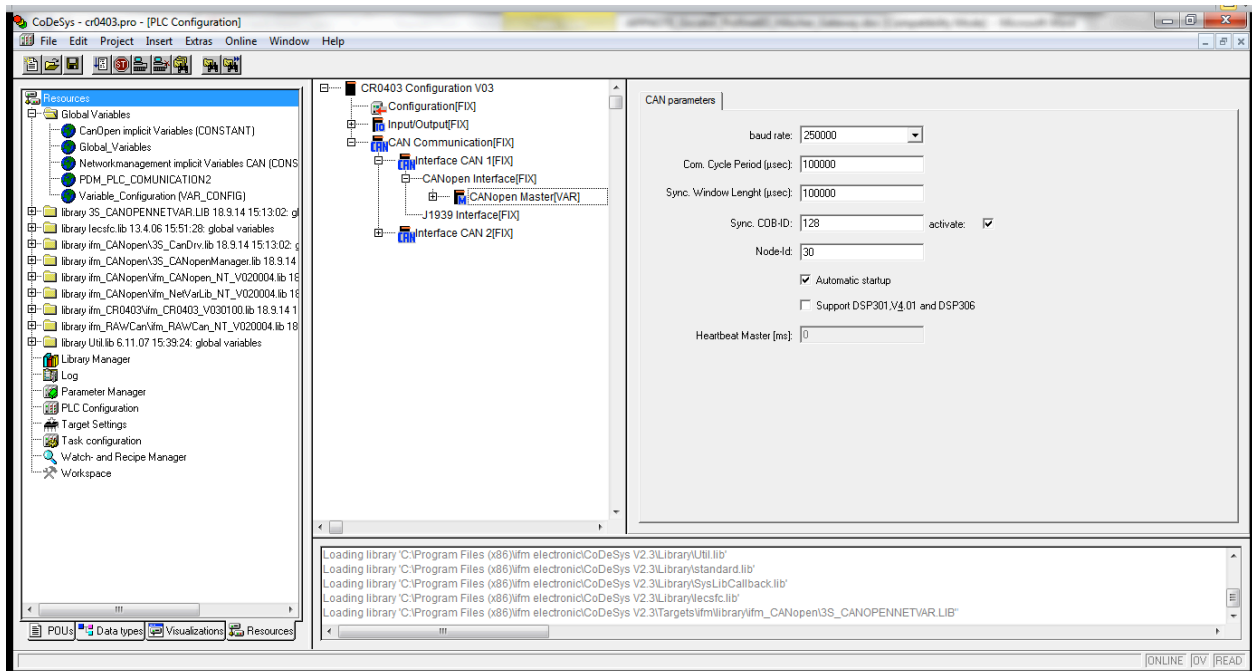 CoDeSys - cr0403.pro - [PLC Configuration]
File Edit Project Insert Extras Online Window Help
Resources
Global Variables
CanOpen implicit Variables (CONSTANT)
Global_Variables
Networkmanagement implicit Variables CAN (CONS
PDM_PLC_COMUNICATION2
Variable_Configuration (VAR_CONFIG)
library 3S_CANOPENNETVAR.LIB 18.9.14 15:13:02: gl
library Iecsfc.lib 13.4.06 15:51:28: global variables
library ifm_CANopen\3S_CanDrv.lib 18.9.14 15:13:02: g
library ifm_CANopen\3S_CANopenManager.lib 18.9.14
library ifm_CANopen\ifm_CANopen_NT_V020004.lib 18
library ifm_CANopen\ifm_NetVarLib_NT_V020004.lib 18
library ifm_CR0403\ifm_CR0403_V030100.lib 18.9.14 1
library ifm_RAWCan\ifm_RAWCan_NT_V020004.lib 18
library Util.lib 6.11.07 15:39:24: global variables
Library Manager
Log
Parameter Manager
PLC Configuration
Target Settings
Task configuration
Watch- and Recipe Manager
Workspace
POUs Data types Visualizations Resources
CR0403 Configuration V03
Configuration[FIX]
Input/Output[FIX]
CAN Communication[FIX]
Interface CAN 1[FIX]
CANopen Interface[FIX]
CANopen Master[VAR]
J1939 Interface[FIX]
Interface CAN 2[FIX]
CAN parameters
baud rate: 250000
Com. Cycle Period (µsec): 100000
Sync. Window Lenght (µsec): 100000
Sync. COB-ID: 128 activate:
Node-Id: 30
Automatic startup
Support DSP301,V4.01 and DSP306
Heartbeat Master [ms]: 0
Loading library 'C:\Program Files (x86)\ifm electronic\CoDeSys V2.3\Library\Util.lib'
Loading library 'C:\Program Files (x86)\ifm electronic\CoDeSys V2.3\Library\standard.lib'
Loading library 'C:\Program Files (x86)\ifm electronic\CoDeSys V2.3\Library\SysLibCallback.lib'
Loading library 'C:\Program Files (x86)\ifm electronic\CoDeSys V2.3\Library\Iecsfc.lib'
Loading library 'C:\Program Files (x86)\ifm electronic\CoDeSys V2.3\Targets\ifm\library\ifm_CANopen\3S_CANOPENNETVAR.LIB"
ONLINE OV READ